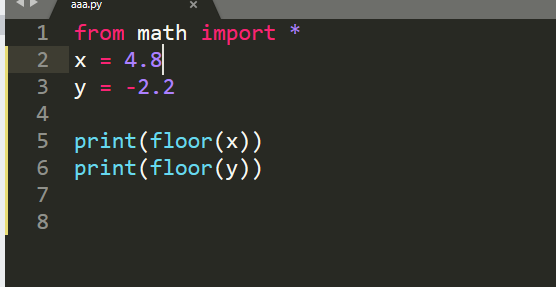 aaa.py ×
1 from math import *
2 x = 4.8
3 y = -2.2
4
5 print(floor(x))
6 print(floor(y))
7
8